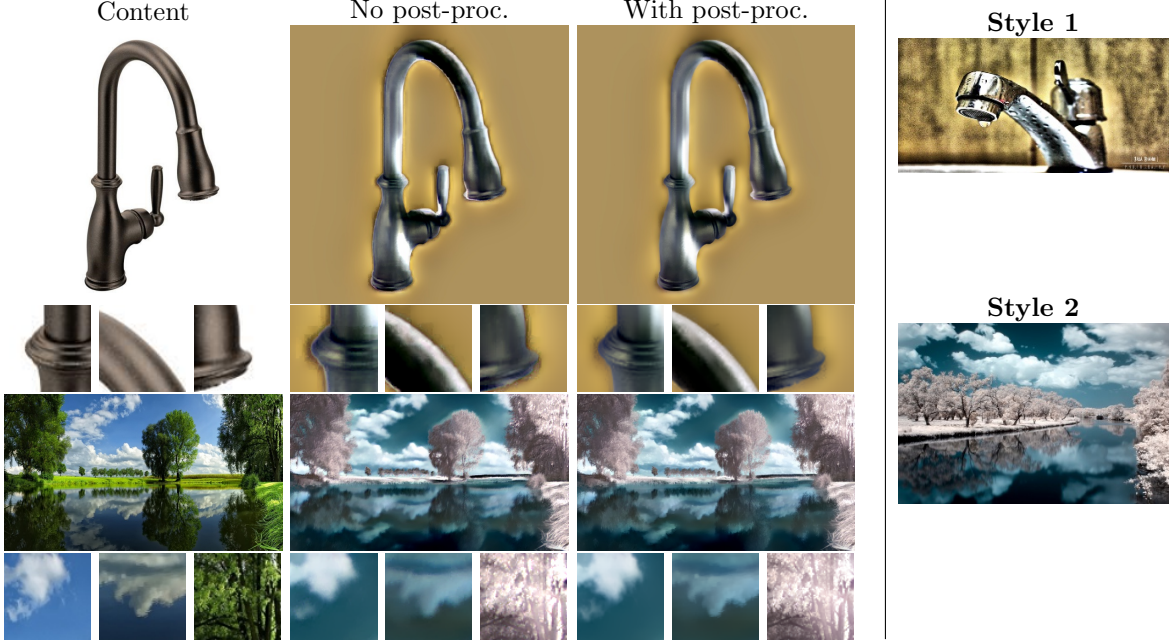 Content
No post-proc.
With post-proc.
Style 1
Style 2